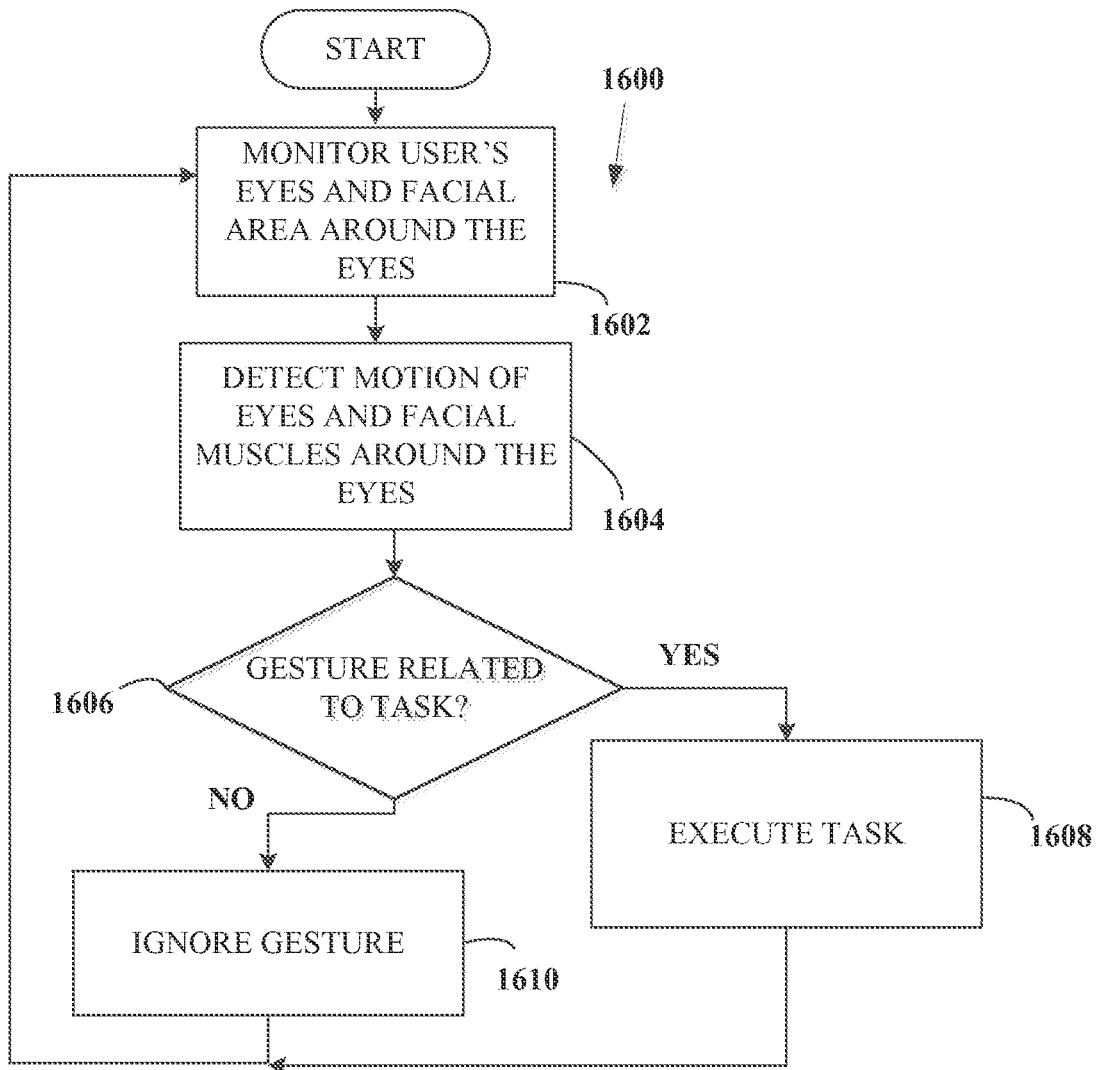 START
1600
MONITOR USER'S
EYES AND FACIAL
AREA AROUND THE
EYES
1602
DETECT MOTION OF
EYES AND FACIAL
MUSCLES AROUND THE
EYES
1604
GESTURE RELATED
TO TASK?
1606
YES
NO
EXECUTE TASK
1608
IGNORE GESTURE
1610